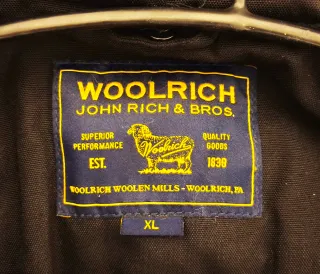 WOOLRICH
JOHN RICH & BROS.
SUPERIOR PERFORMANCE
QUALITY GOODS
Woolrich
EST.
1830
WOOLRICH WOOLEN MILLS - WOOLRICH, PA
XL